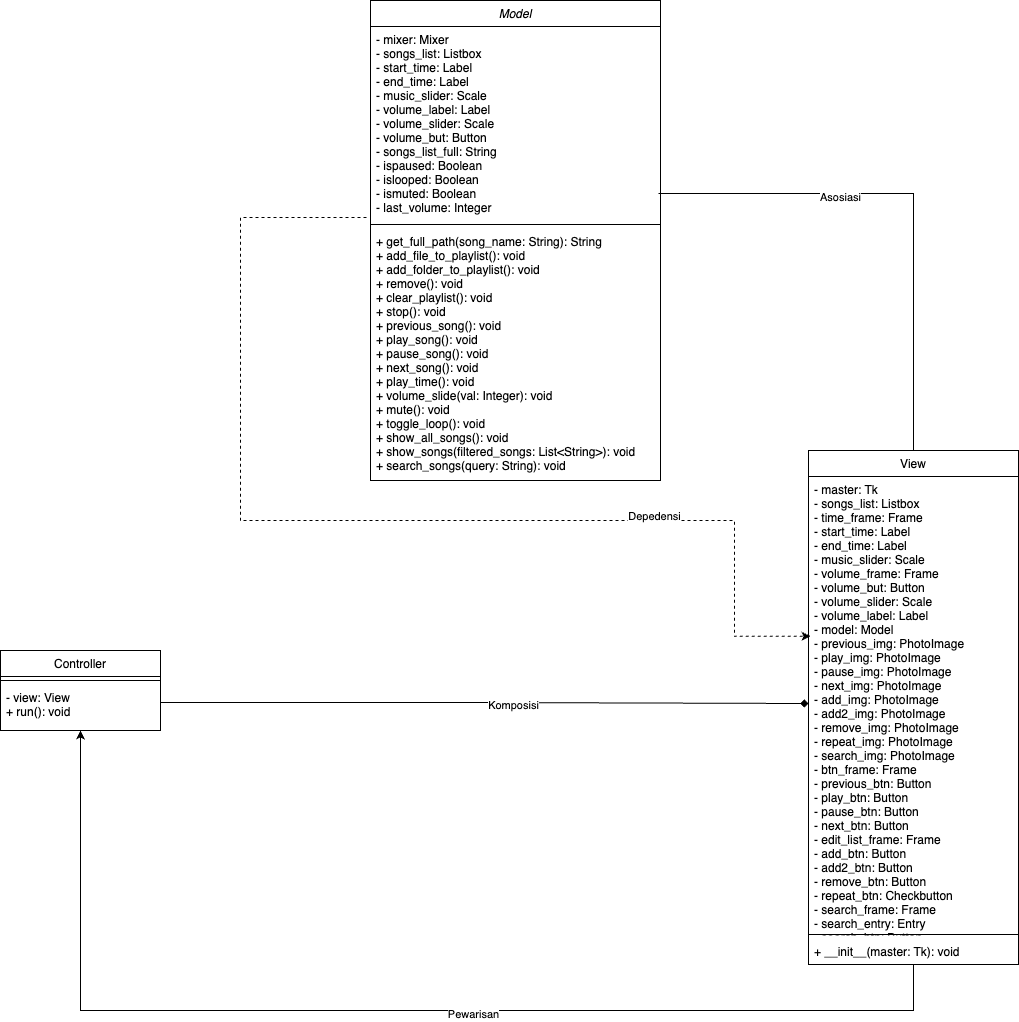 Model
- mixer: Mixer
- songs_list: Listbox
- start_time: Label
- end_time: Label
- music_slider: Scale
- volume_label: Label
- volume_slider: Scale
- volume_but: Button
- songs_list_full: String
- ispaused: Boolean
- islooped: Boolean
- ismuted: Boolean
- last_volume: Integer
+ get_full_path(song_name: String): String
+ add_file_to_playlist(): void
+ add_folder_to_playlist(): void
+ remove(): void
+ clear_playlist(): void
+ stop(): void
+ previous_song(): void
+ play_song(): void
+ pause_song(): void
+ next_song(): void
+ play_time(): void
+ volume_slide(val: Integer): void
+ mute(): void
+ toggle_loop(): void
+ show_all_songs(): void
+ show_songs(filtered_songs: List<String>): void
+ search_songs(query: String): void
Asosiasi
Depedensi
View
- master: Tk
- songs_list: Listbox
- time_frame: Frame
- start_time: Label
- end_time: Label
- music_slider: Scale
- volume_frame: Frame
- volume_but: Button
- volume_slider: Scale
- volume_label: Label
- model: Model
- previous_img: PhotoImage
- play_img: PhotoImage
- pause_img: PhotoImage
- next_img: PhotoImage
- add_img: PhotoImage
- add2_img: PhotoImage
- remove_img: PhotoImage
- repeat_img: PhotoImage
- search_img: PhotoImage
- btn_frame: Frame
- previous_btn: Button
- play_btn: Button
- pause_btn: Button
- next_btn: Button
- edit_list_frame: Frame
- add_btn: Button
- add2_btn: Button
- remove_btn: Button
- repeat_btn: Checkbutton
- search_frame: Frame
- search_entry: Entry
+ __init__(master: Tk): void
Controller
- view: View
+ run(): void
Komposisi
Pewarisan